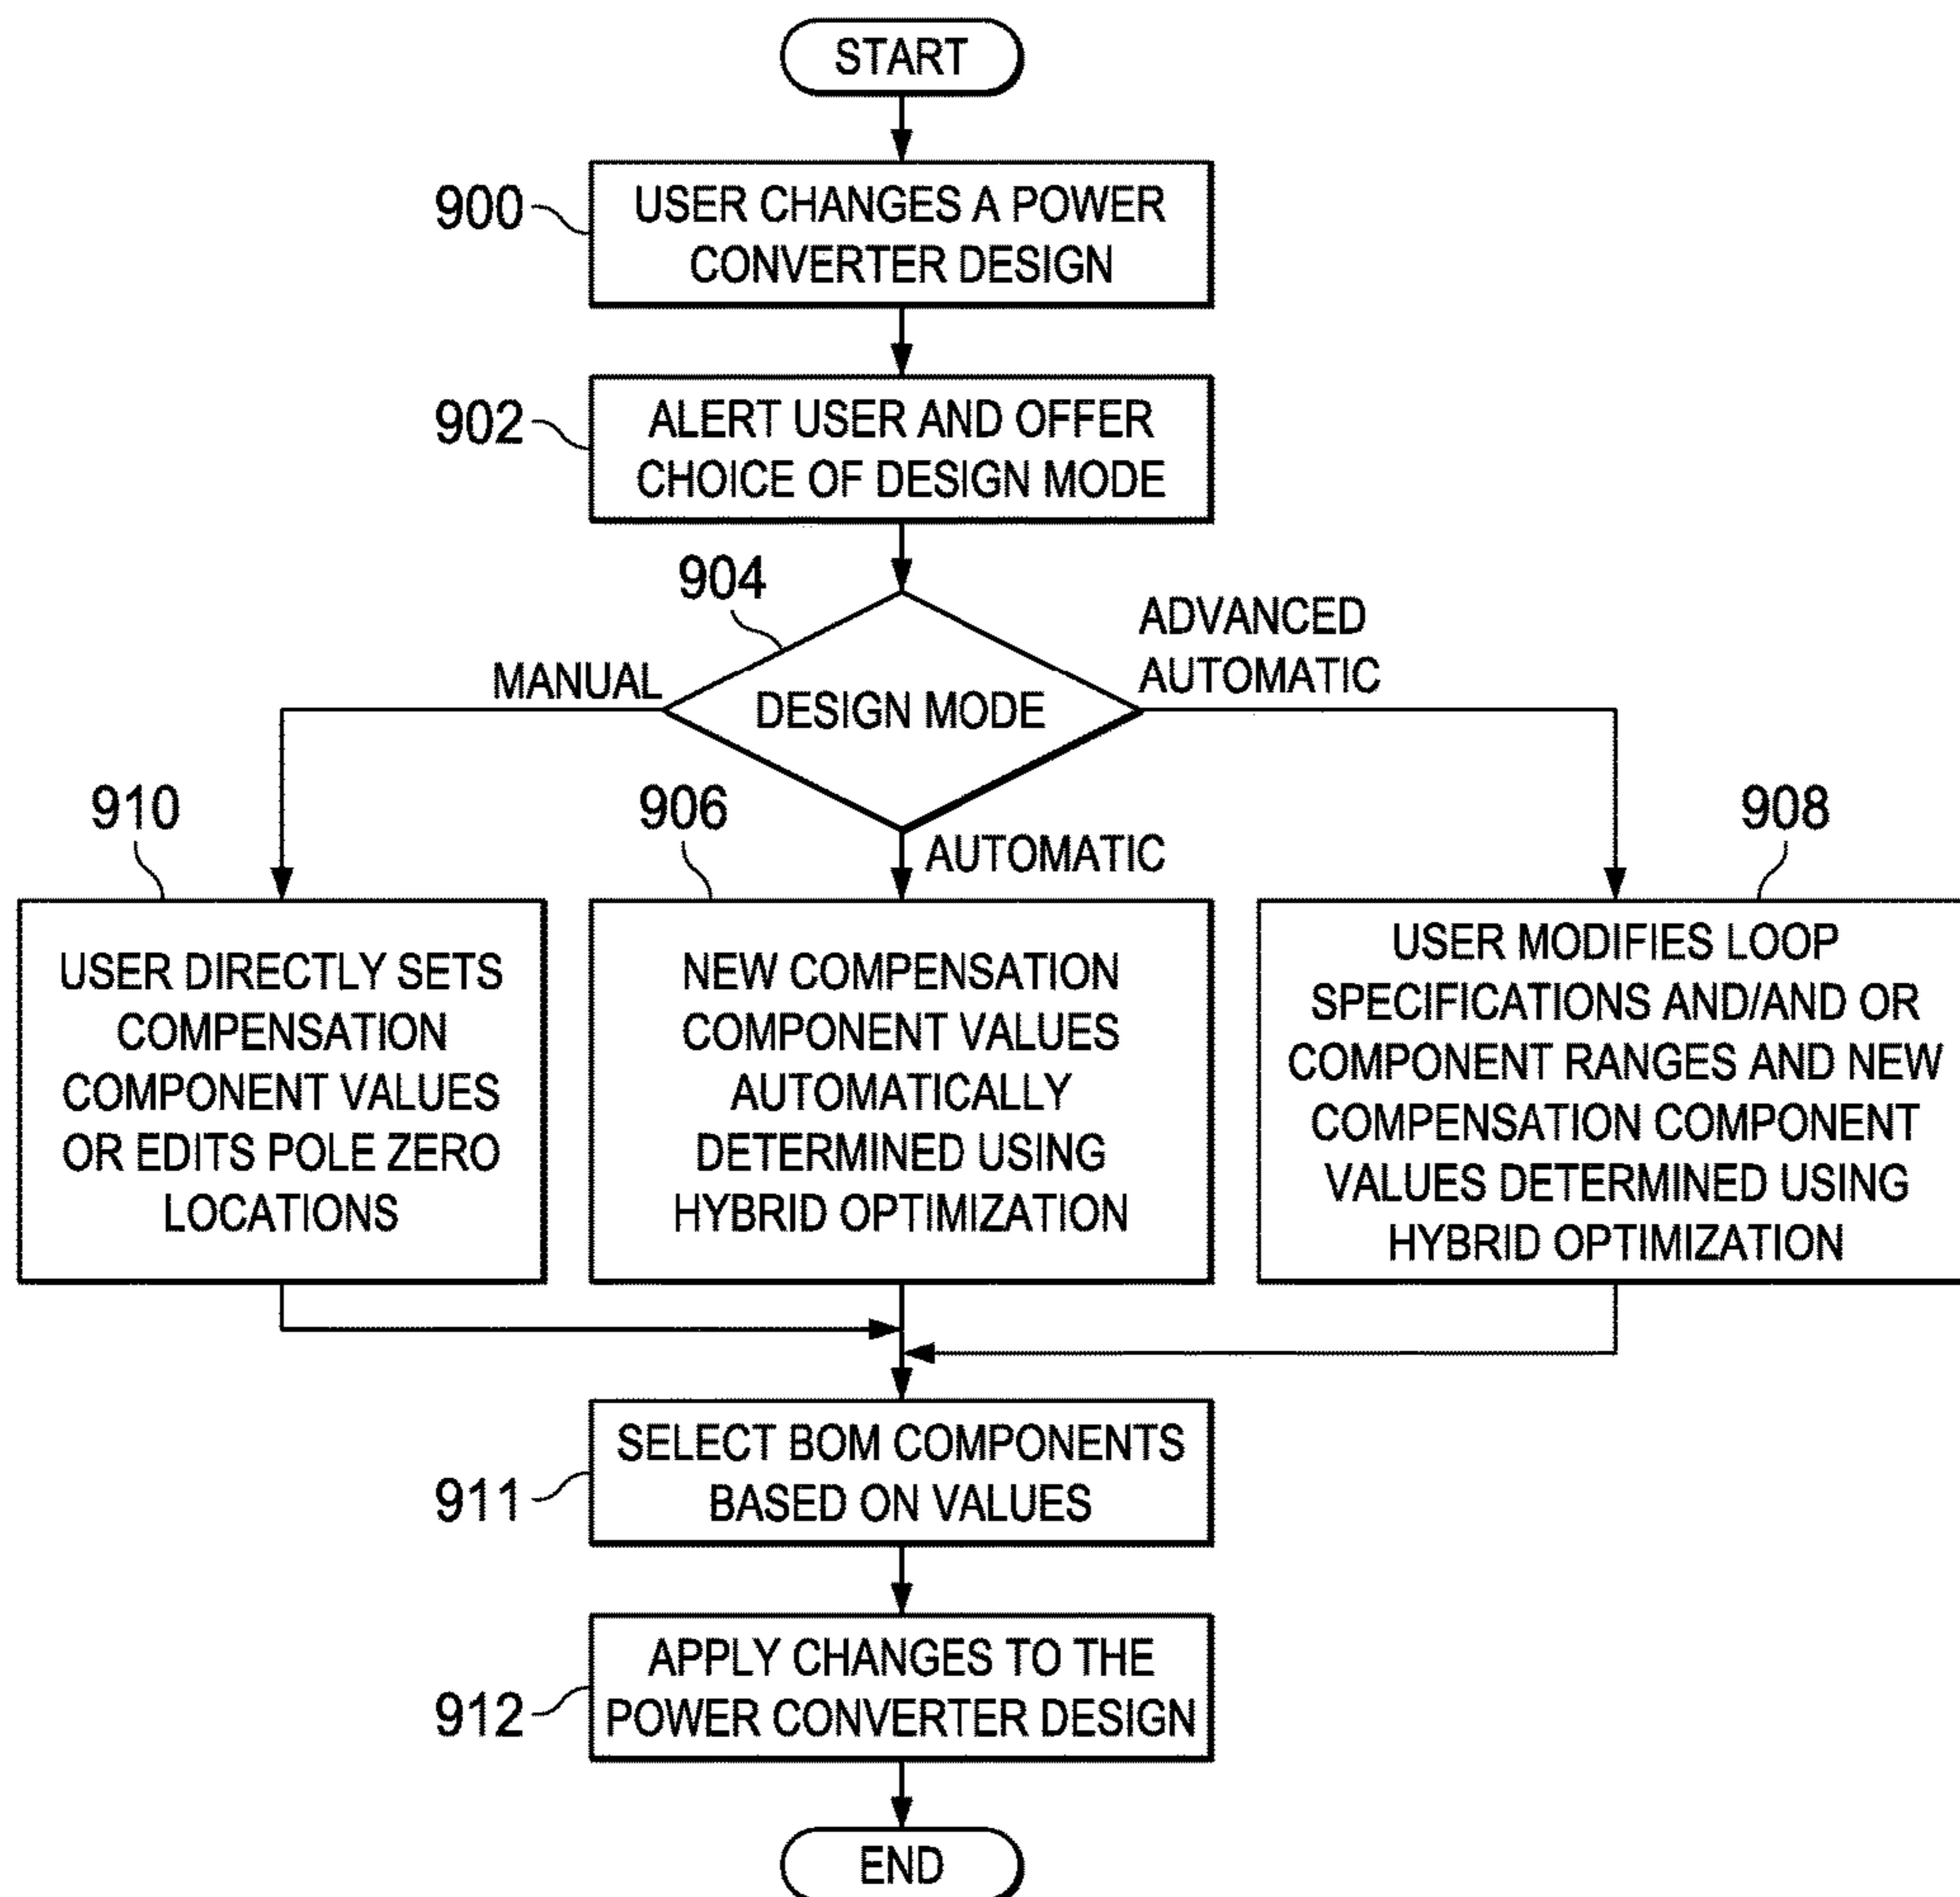 START
900
USER CHANGES A POWER
CONVERTER DESIGN
902
ALERT USER AND OFFER
CHOICE OF DESIGN MODE
904
MANUAL
DESIGN MODE
ADVANCED
AUTOMATIC
AUTOMATIC
910
USER DIRECTLY SETS
COMPENSATION
COMPONENT VALUES
OR EDITS POLE ZERO
LOCATIONS
906
NEW COMPENSATION
COMPONENT VALUES
AUTOMATICALLY
DETERMINED USING
HYBRID OPTIMIZATION
908
USER MODIFIES LOOP
SPECIFICATIONS AND/AND OR
COMPONENT RANGES AND NEW
COMPENSATION COMPONENT
VALUES DETERMINED USING
HYBRID OPTIMIZATION
911
SELECT BOM COMPONENTS
BASED ON VALUES
912
APPLY CHANGES TO THE
POWER CONVERTER DESIGN
END